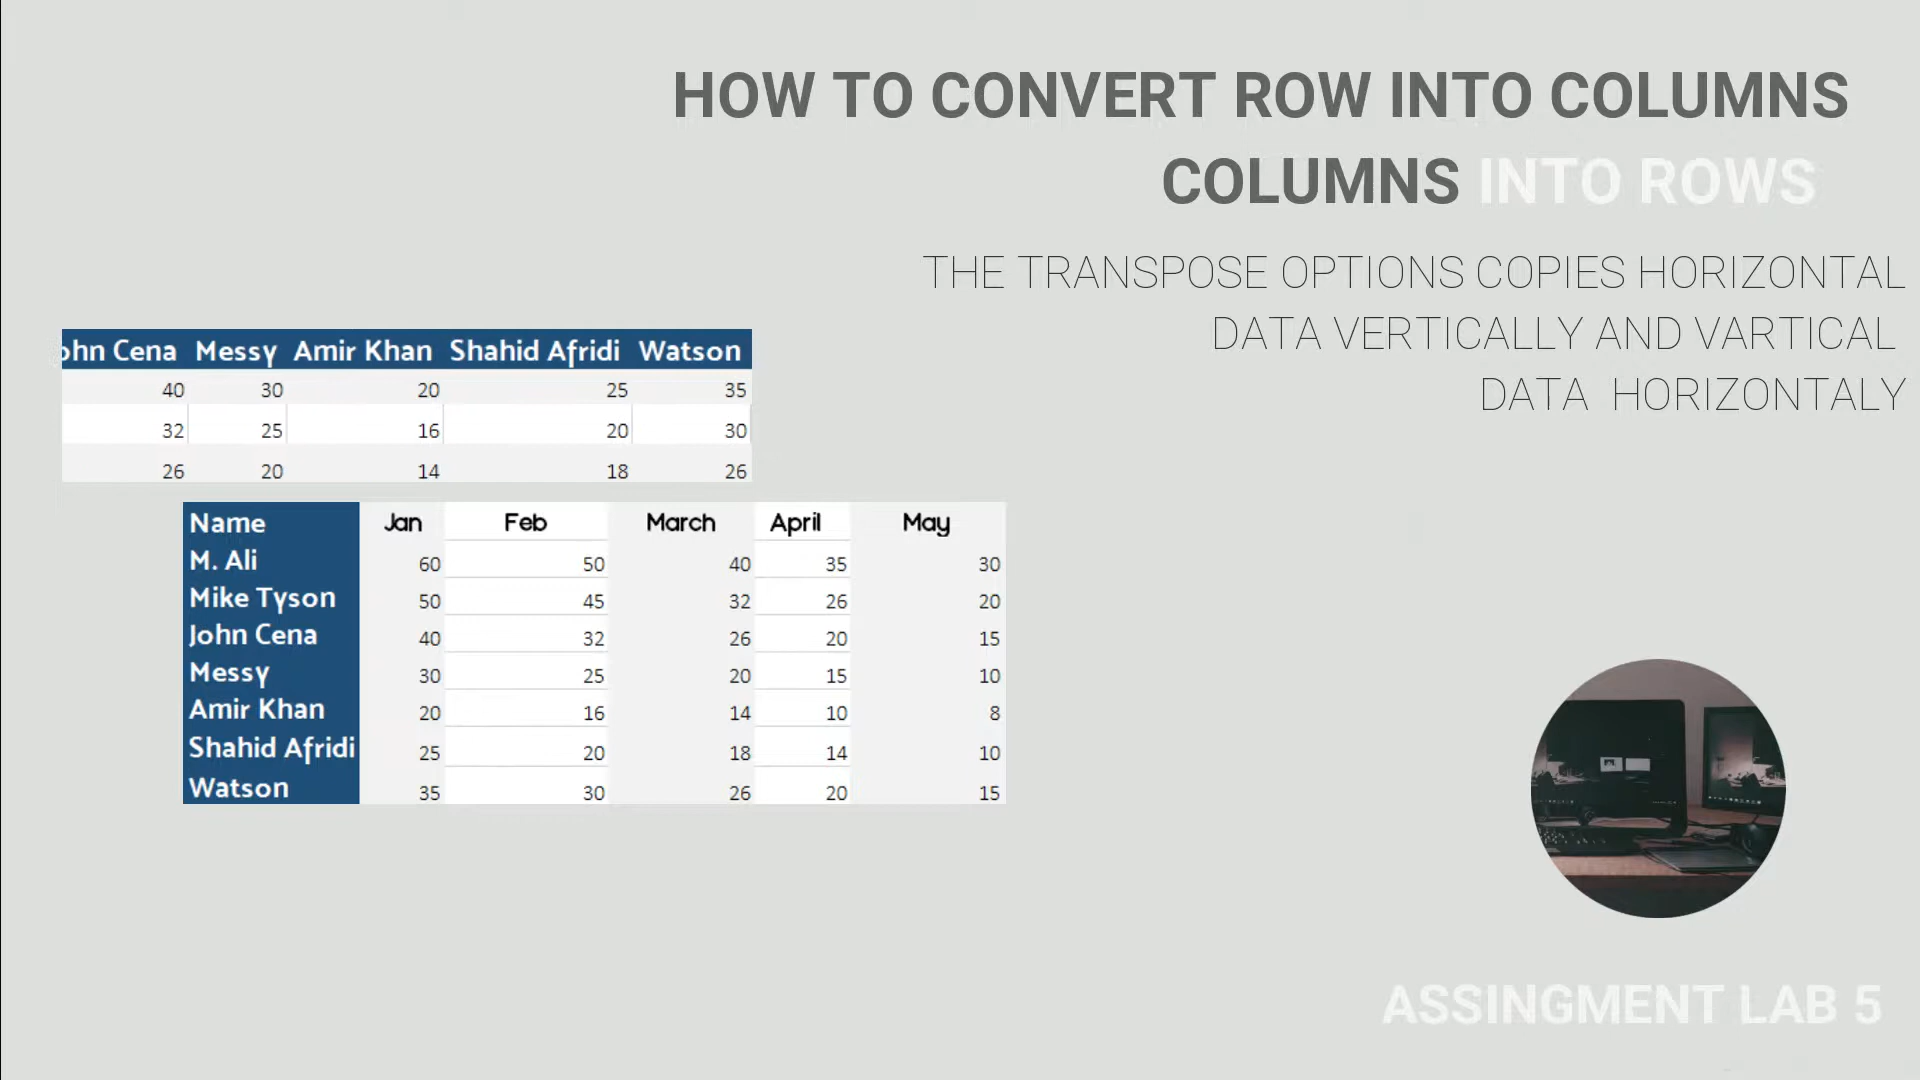 HOW TO CONVERT ROW INTO COLUMNS
COLUMNS INTO ROWS
THE TRANSPOSE OPTIONS COPIES HORIZONTAL
DATA VERTICALLY AND VARTICAL
DATA HORIZONTALY
ohn Cena Messy Amir Khan Shahid Afridi Watson
40 30 20 25 35
32 25 16 20 30
26 20 14 18 26
Name Jan Feb March April May
M. Ali 60 50 40 35 30
Mike Tyson 50 45 32 26 20
John Cena 40 32 26 20 15
Messy 30 25 20 15 10
Amir Khan 20 16 14 10 8
Shahid Afridi 25 20 18 14 10
Watson 35 30 26 20 15
ASSINGMENT LAB 5